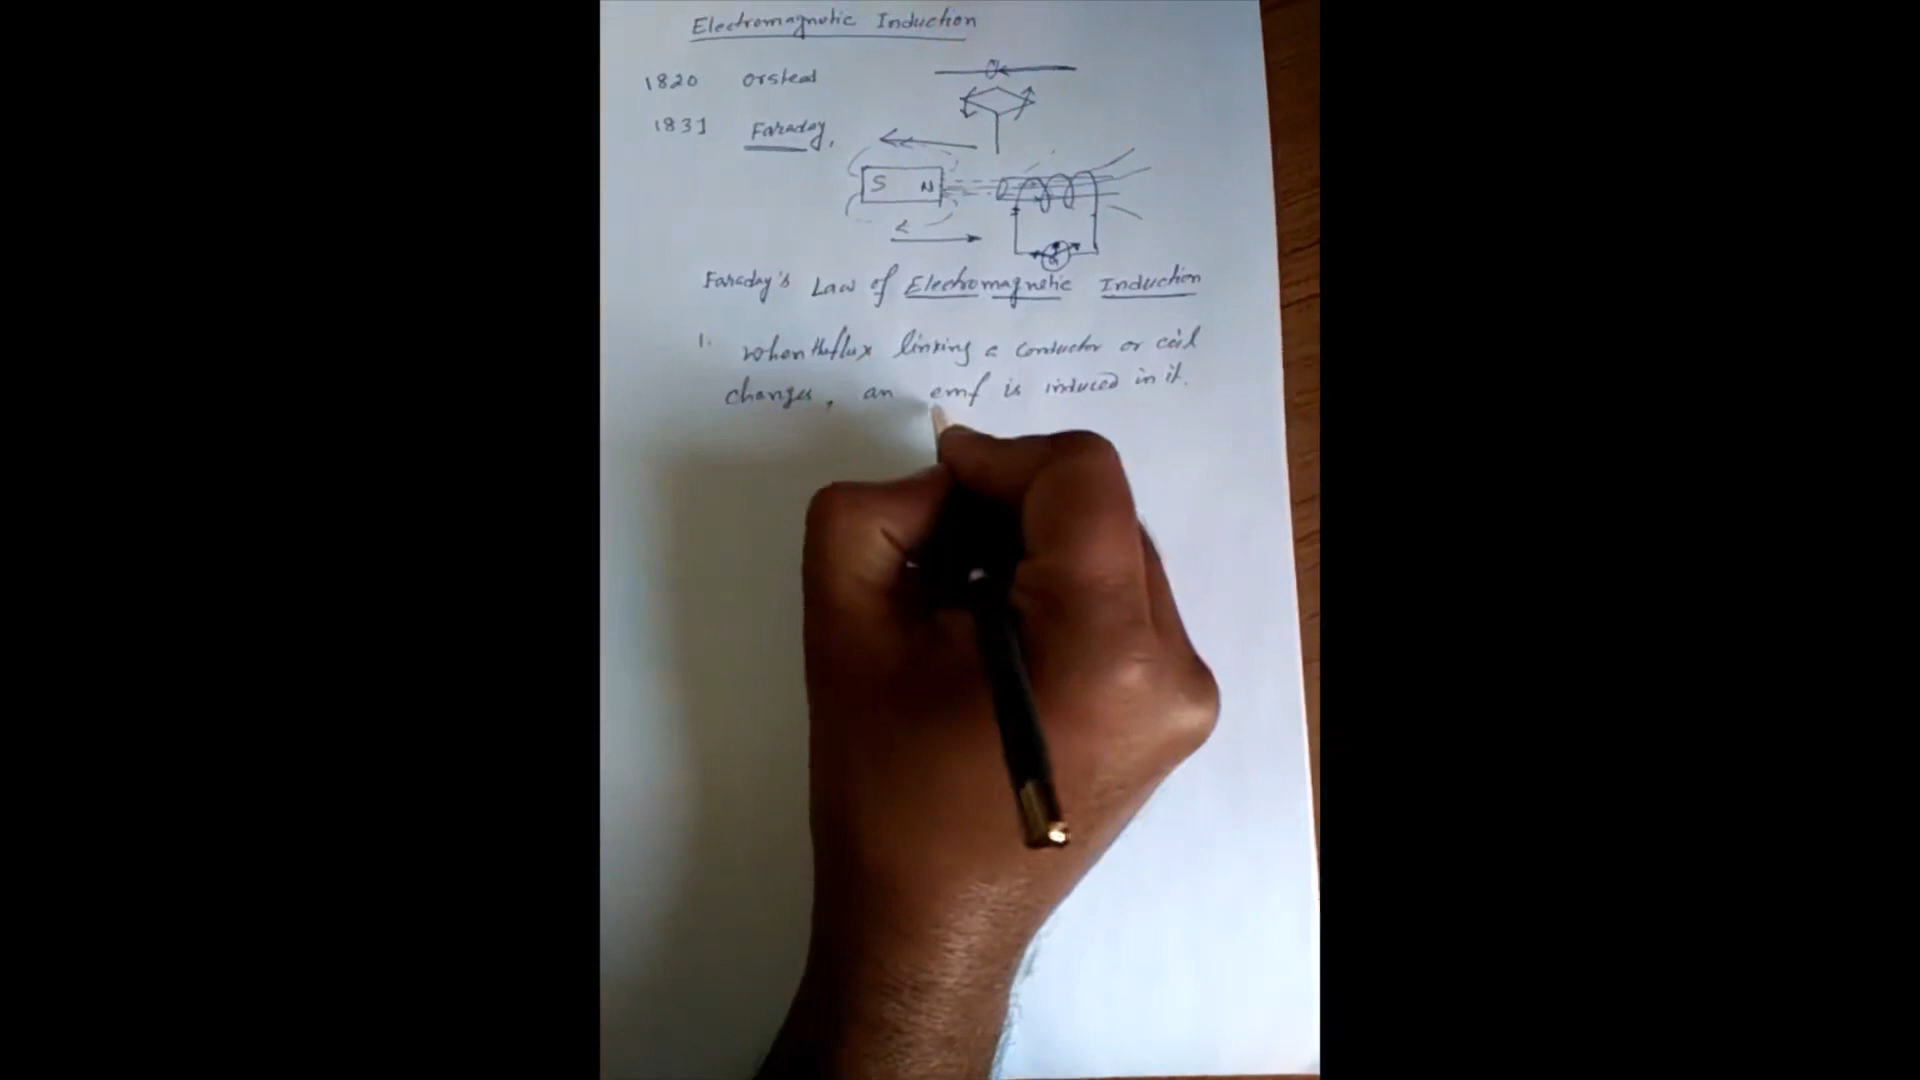 Electromagnetic Induction
1820 Orstead
1831 Faraday,
S N
G
Faraday's Law of Electromagnetic Induction
1. When the flux linking a conductor or coil
changes, an emf is induced in it.